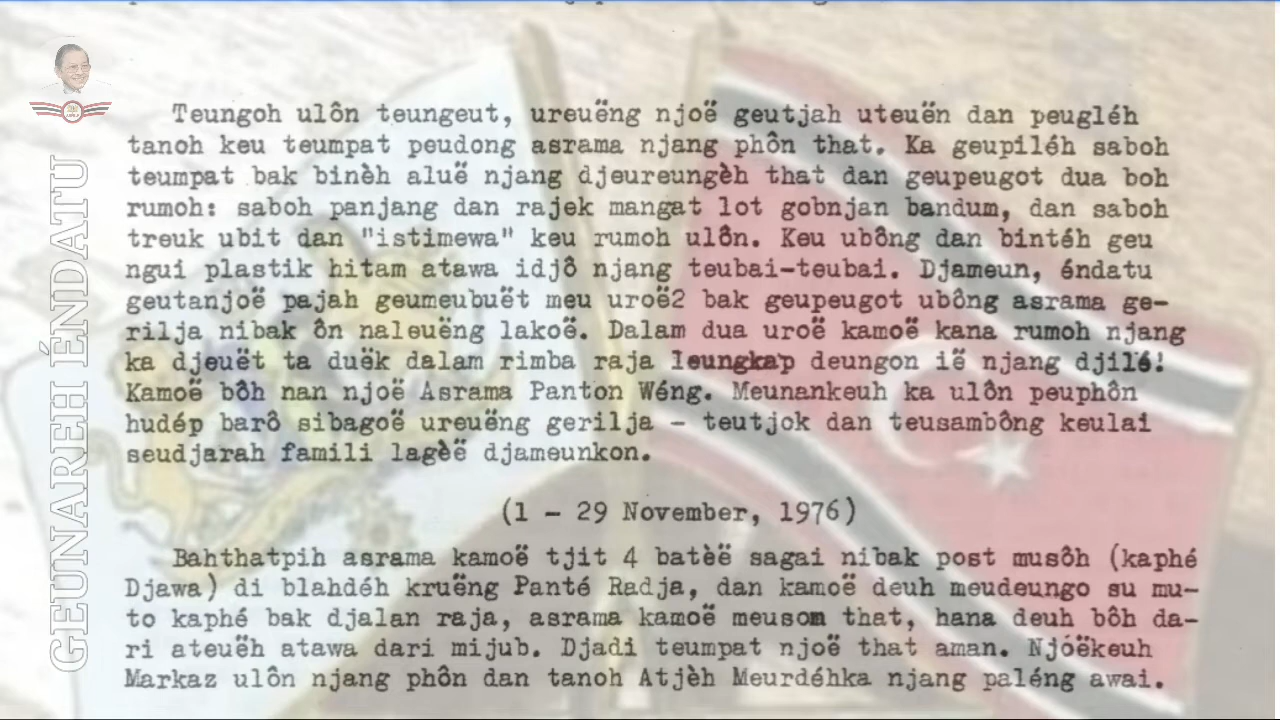 GEUNAREH ÉNDATU
Teungoh ulôn teungeut, ureuëng njoë geutjah uteuën dan peugléh
tanoh keu teumpat peudong asrama njang phôn that. Ka geupiléh saboh
teumpat bak binèh aluë njang djeureungèh that dan geupeugot dua boh
rumoh: saboh panjang dan rajek mangat lot gobnjan bandum, dan saboh
treuk ubit dan "istimewa" keu rumoh ulôn. Keu ubông dan bintéh geu
ngui plastik hitam atawa idjô njang teubai-teubai. Djameun, éndatu
geutanjoë pajah geumeubuët meu uroë2 bak geupeugot ubông asrama ge-
rilja nibak ôn naleuëng lakoë. Dalam dua uroë kamoë kana rumoh njang
ka djeuët ta duëk dalam rimba raja leungkap deungon ië njang djilé!
Kamoë bôh nan njoë Asrama Panton Wéng. Meunankeuh ka ulôn peuphôn
hudép barô sibagoë ureuëng gerilja - teutjok dan teusambông keulai
seudjarah famili lagèë djameunkon.
(1 - 29 November, 1976)
Bahthatpih asrama kamoë tjit 4 batèë sagai nibak post musôh (kaphé
Djawa) di blahdéh kruëng Panté Radja, dan kamoë deuh meudeungo su mu-
to kaphé bak djalan raja, asrama kamoë meusom that, hana deuh bôh da-
ri ateuëh atawa dari mijub. Djadi teumpat njoë that aman. Njóëkeuh
Markaz ulôn njang phôn dan tanoh Atjèh Meurdéhka njang paléng awai.